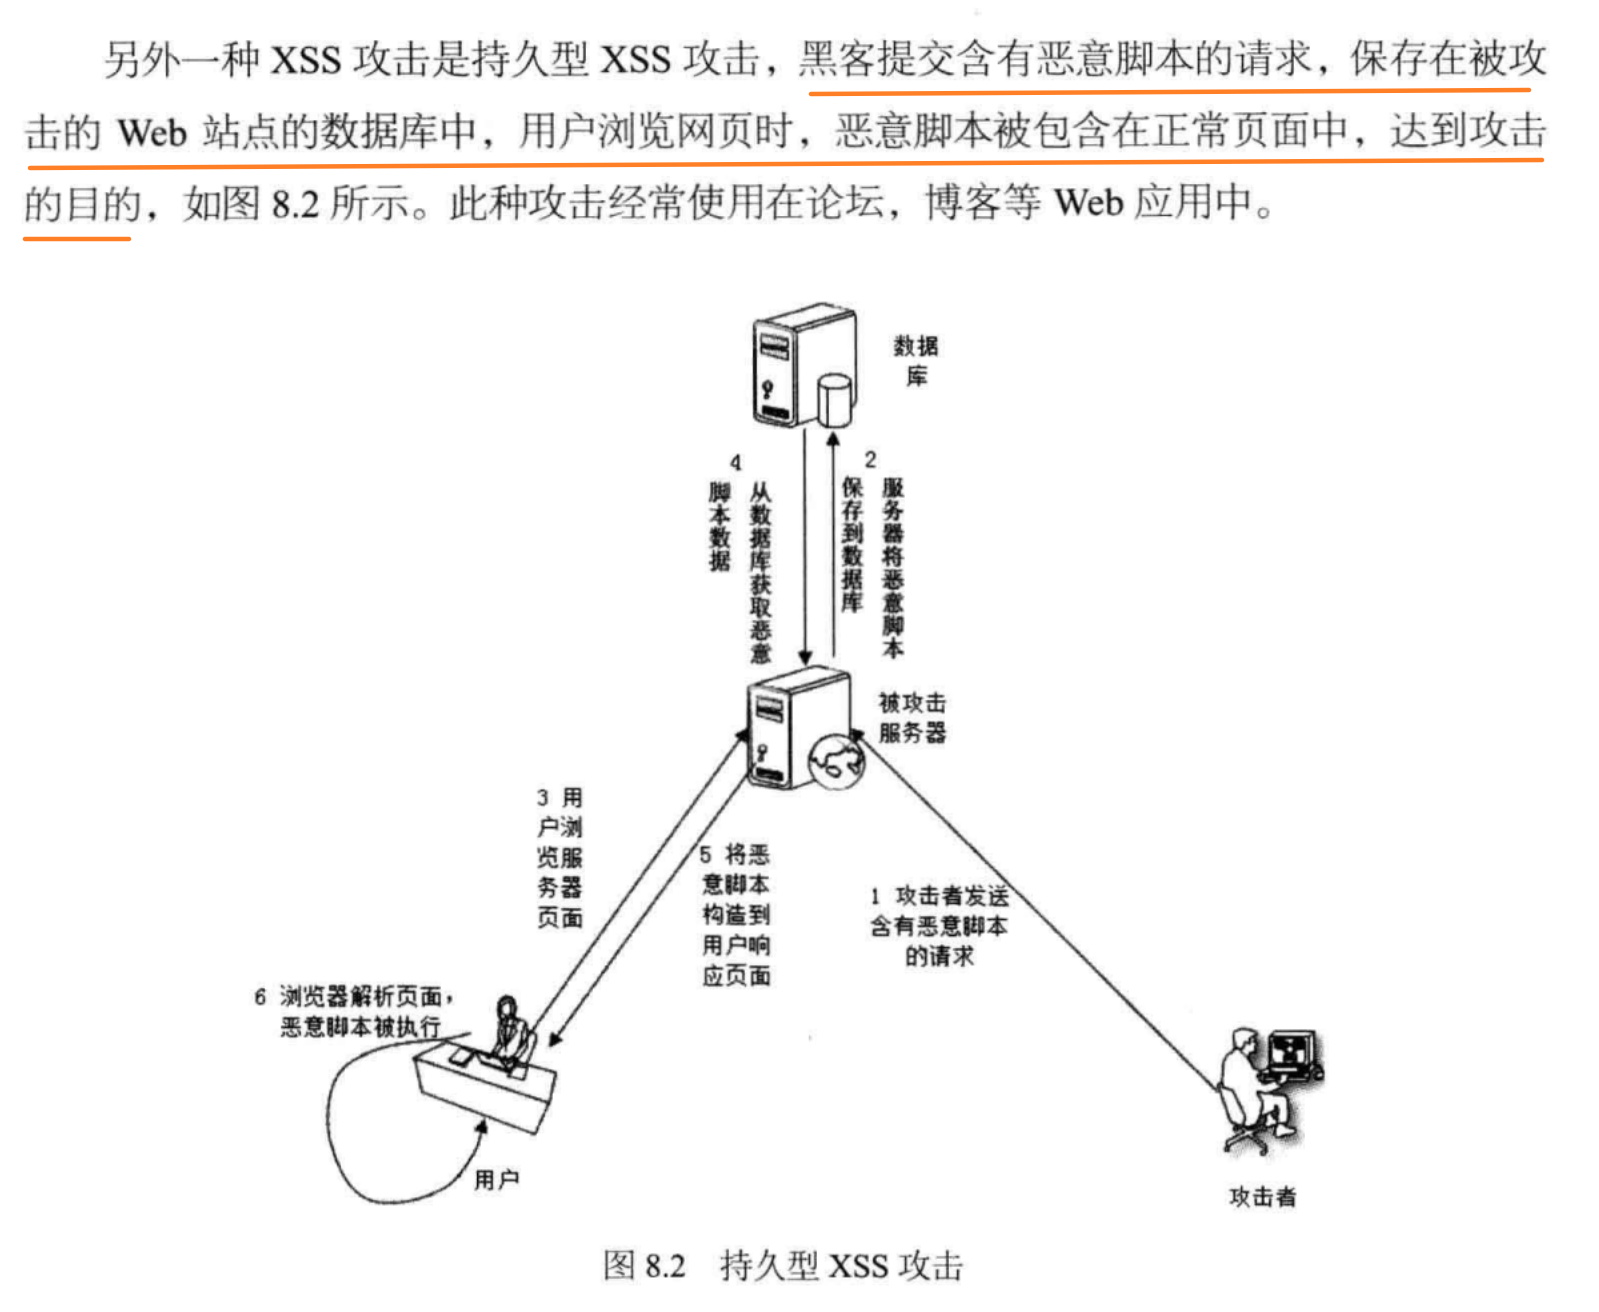 另外一种 XSS 攻击是持久型 XSS 攻击，黑客提交含有恶意脚本的请求，保存在被攻
击的 Web 站点的数据库中，用户浏览网页时，恶意脚本被包含在正常页面中，达到攻击
的目的，如图 8.2 所示。此种攻击经常使用在论坛，博客等 Web 应用中。
数据
库
4
从数据库获取恶意
脚本数据
2
服务器将恶意脚本
保存到数据库
被攻击
服务器
3 用
户浏
览服
务器
页面
5 将恶
意脚本
构造到
用户响
应页面
1 攻击者发送
含有恶意脚本
的请求
6 浏览器解析页面，
恶意脚本被执行
用户
攻击者
图 8.2 持久型 XSS 攻击